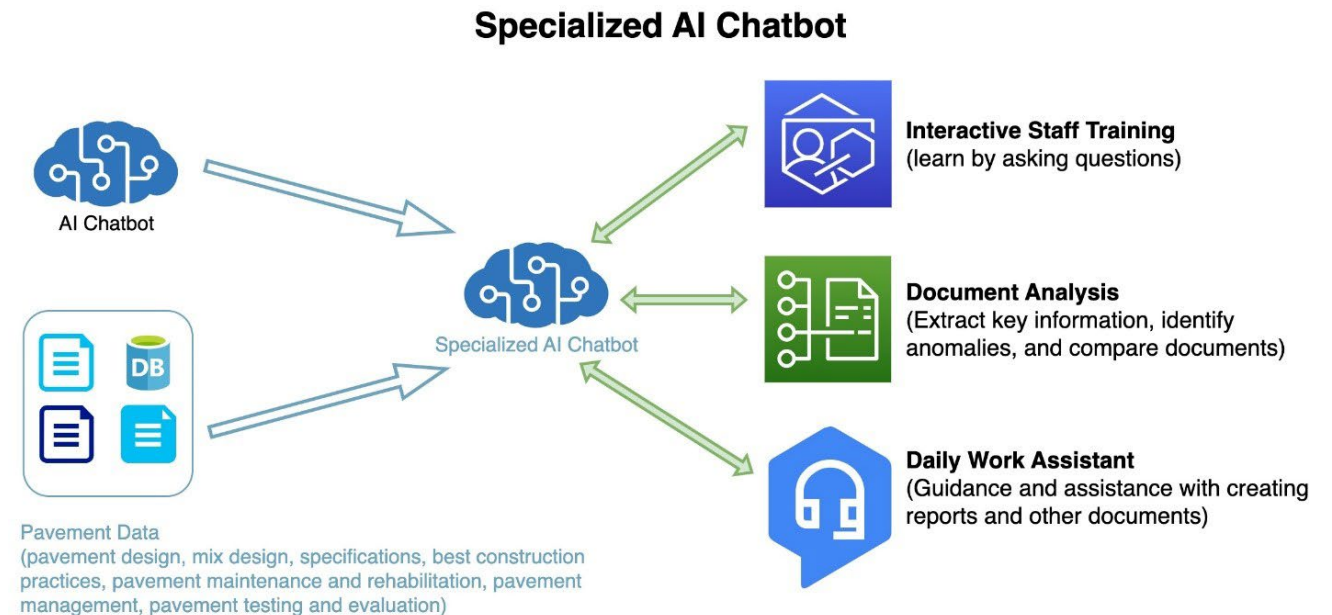 Specialized AI Chatbot
AI Chatbot
DB
Pavement Data
(pavement design, mix design, specifications, best construction
practices, pavement maintenance and rehabilitation, pavement
management, pavement testing and evaluation)
Specialized AI Chatbot
Interactive Staff Training
(learn by asking questions)
Document Analysis
(Extract key information, identify
anomalies, and compare documents)
Daily Work Assistant
(Guidance and assistance with creating
reports and other documents)